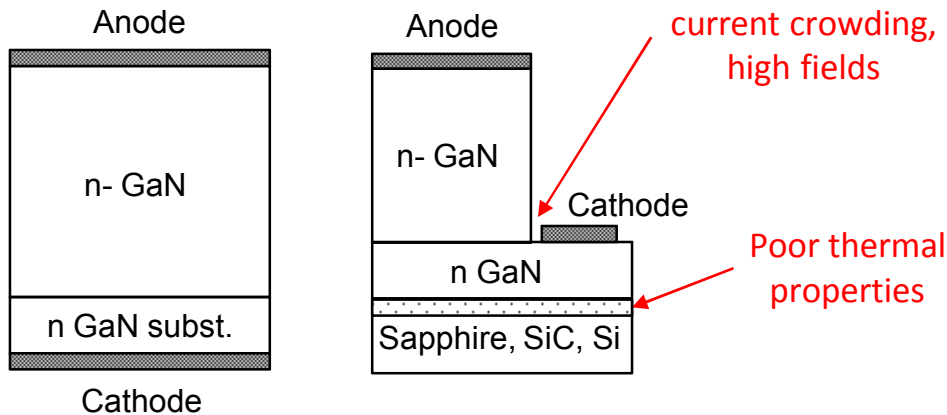 Anode
n- GaN
n GaN subst.
Cathode
Anode
current crowding,
high fields
n- GaN
Cathode
n GaN
Poor thermal
properties
Sapphire, SiC, Si